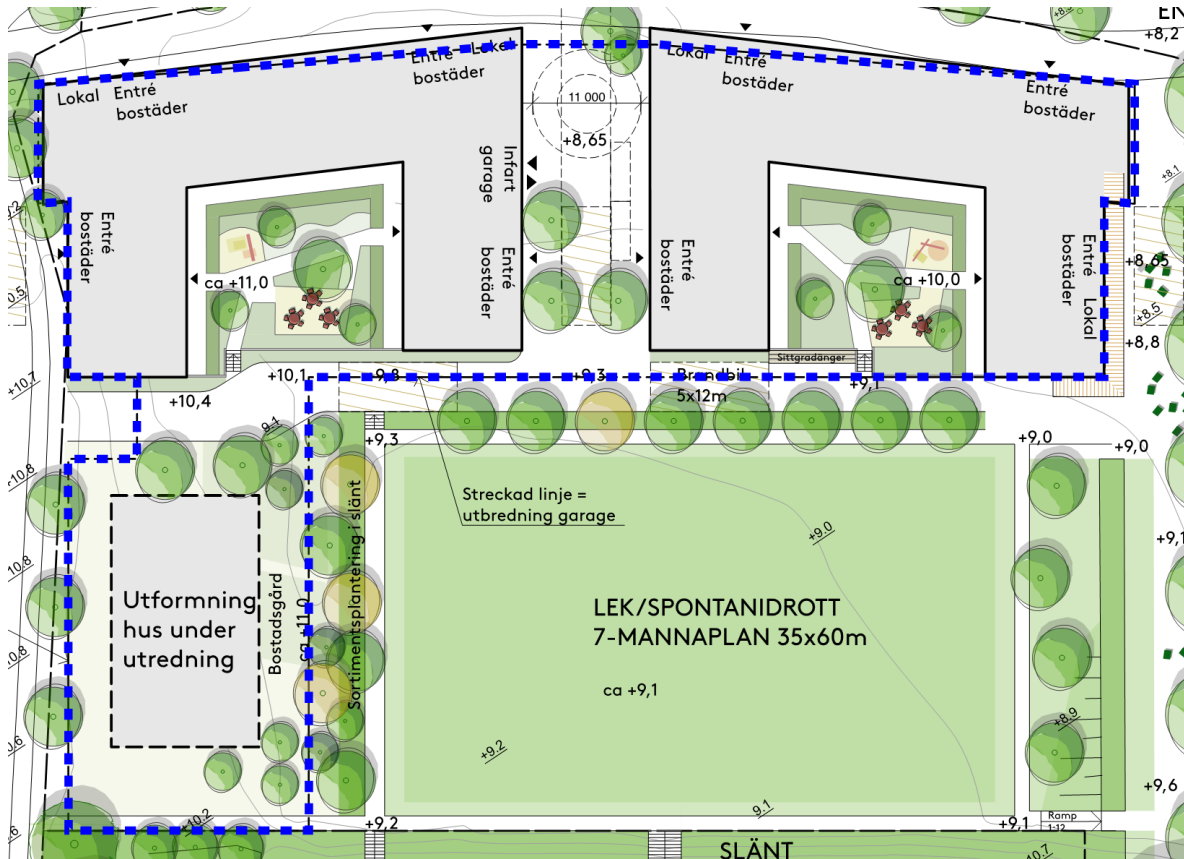 EN
+8,2
Lokal
Entré
bostäder
Entré
bostäder
Lokal
11 000
+8,65
Infart
garage
Lokal
Entré
bostäder
Entré
bostäder
+8.1
Entré
bostäder
Entré
bostäder
Entré
bostäder
Entré
bostäder
Lokal
+8,65
+8.5
+8,8
10.5
ca +11,0
ca +10,0
Sittgradänger
+10.7
+10,1
+9,3
+9,1
Brandbil
5x12m
+10,4
9.1
+9,3
+9,0
+9,0
+10.8
Streckad linje =
utbredning garage
+9.0
+9,1
10.8
Utformning
hus under
utredning
Bostadsgård
ca +11,0
Sortimentsplantering i slänt
LEK/SPONTANIDROTT
7-MANNAPLAN 35x60m
ca +9,1
+10.8
+8.9
+9.2
+9,6
9.1
+10.2
+9,2
+9,1
Ramp
1:12
SLÄNT
+10.7